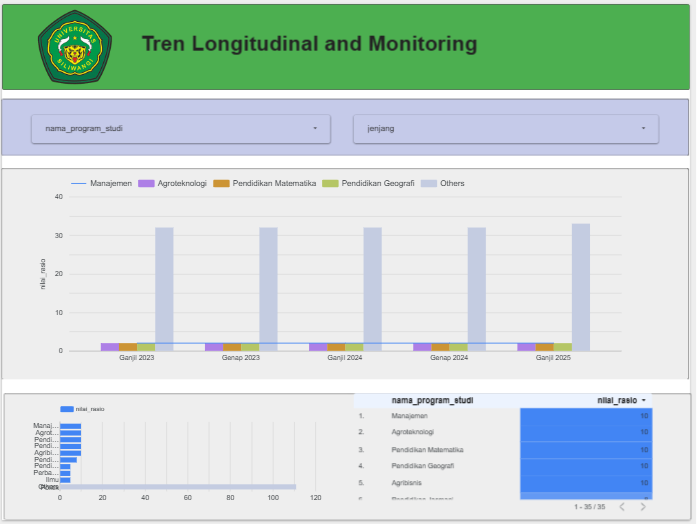 UNIVERSITAS
SILIWANGI
Tren Longitudinal and Monitoring
nama_program_studi
jenjang
Manajemen Agroteknologi Pendidikan Matematika Pendidikan Geografi Others
nilai_rasio
40
30
20
10
0
Ganjil 2023 Genap 2023 Ganjil 2024 Genap 2024 Ganjil 2025
nilai_rasio
Manaj...
Agrot...
Pendi...
Pendi...
Agribi...
Pendi...
Pendi...
Perba...
Ilmu
Others
0 20 40 60 80 100 120
nama_program_studi nilai_rasio
1. Manajemen 10
2. Agroteknologi 10
3. Pendidikan Matematika 10
4. Pendidikan Geografi 10
5. Agribisnis 10
1 - 35 / 35